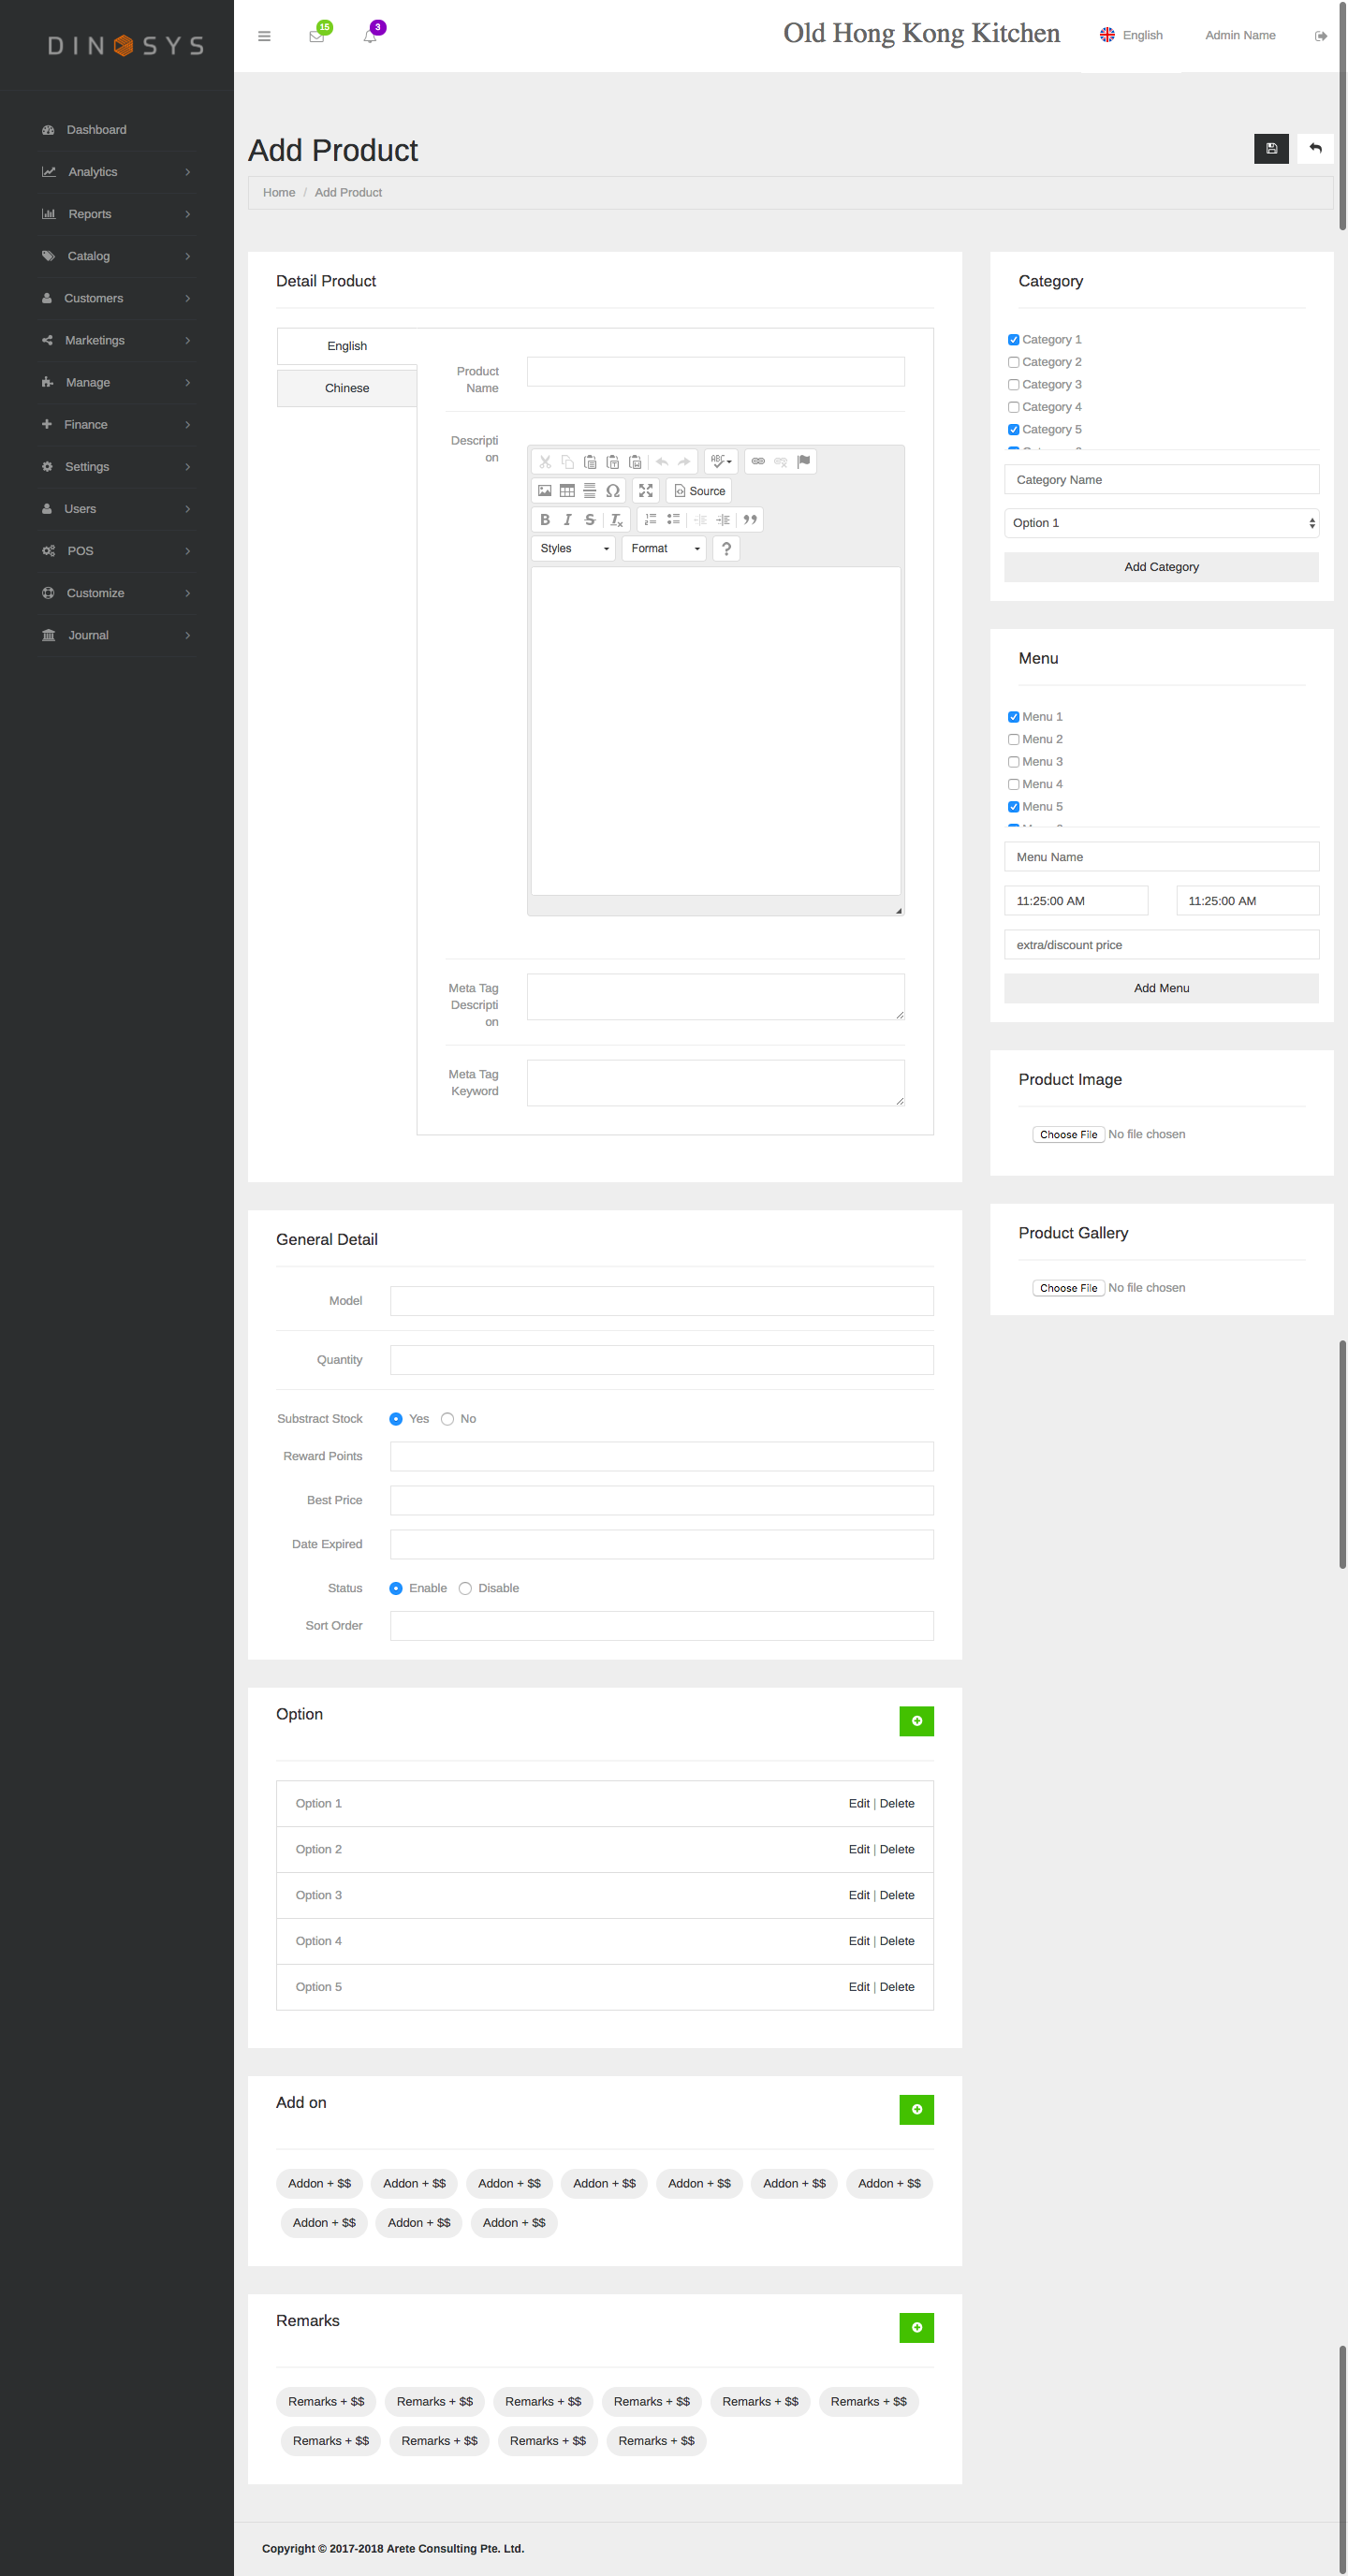 DINOSYS
15
3
Old Hong Kong Kitchen
English
Admin Name
Dashboard
Analytics
Reports
Catalog
Customers
Marketings
Manage
Finance
Settings
Users
POS
Customize
Journal
Add Product
Home / Add Product
Detail Product
English
Chinese
Product
Name
Descripti
on
ABC
Source
B I S Tx
Styles
Format
?
Meta Tag
Descripti
on
Meta Tag
Keyword
General Detail
Model
Quantity
Substract Stock
Yes
No
Reward Points
Best Price
Date Expired
Status
Enable
Disable
Sort Order
Option
Option 1
Edit | Delete
Option 2
Edit | Delete
Option 3
Edit | Delete
Option 4
Edit | Delete
Option 5
Edit | Delete
Add on
Addon + $$ Addon + $$ Addon + $$ Addon + $$ Addon + $$ Addon + $$ Addon + $$
Addon + $$ Addon + $$ Addon + $$
Remarks
Remarks + $$ Remarks + $$ Remarks + $$ Remarks + $$ Remarks + $$ Remarks + $$
Remarks + $$ Remarks + $$ Remarks + $$ Remarks + $$
Category
Category 1
Category 2
Category 3
Category 4
Category 5
Category Name
Option 1
Add Category
Menu
Menu 1
Menu 2
Menu 3
Menu 4
Menu 5
Menu Name
11:25:00 AM
11:25:00 AM
extra/discount price
Add Menu
Product Image
Choose File No file chosen
Product Gallery
Choose File No file chosen
Copyright © 2017-2018 Arete Consulting Pte. Ltd.